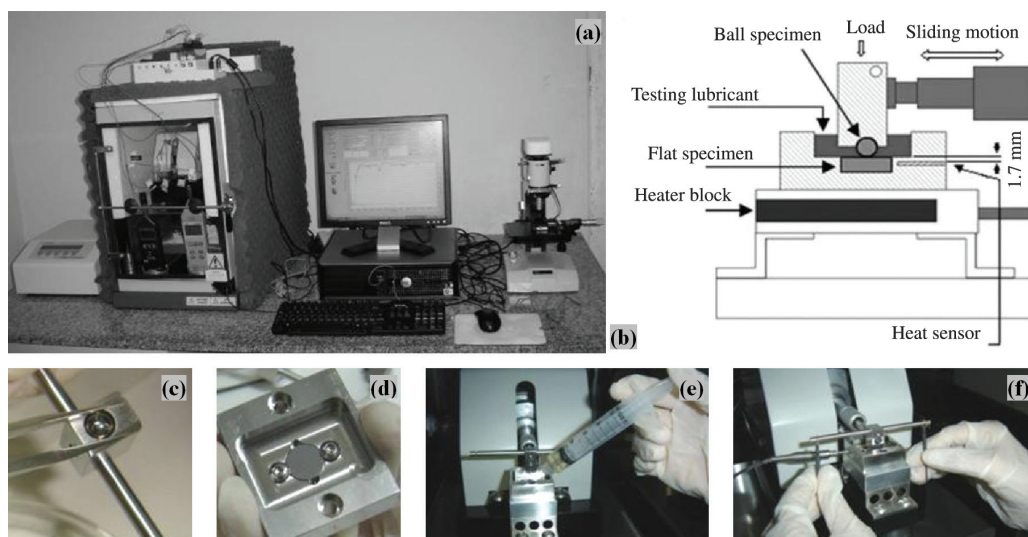 (a)
Load
Ball specimen
Sliding motion
Testing lubricant
Flat specimen
1.7 mm
Heater block
Heat sensor
(b)
(c)
(d)
(e)
(f)